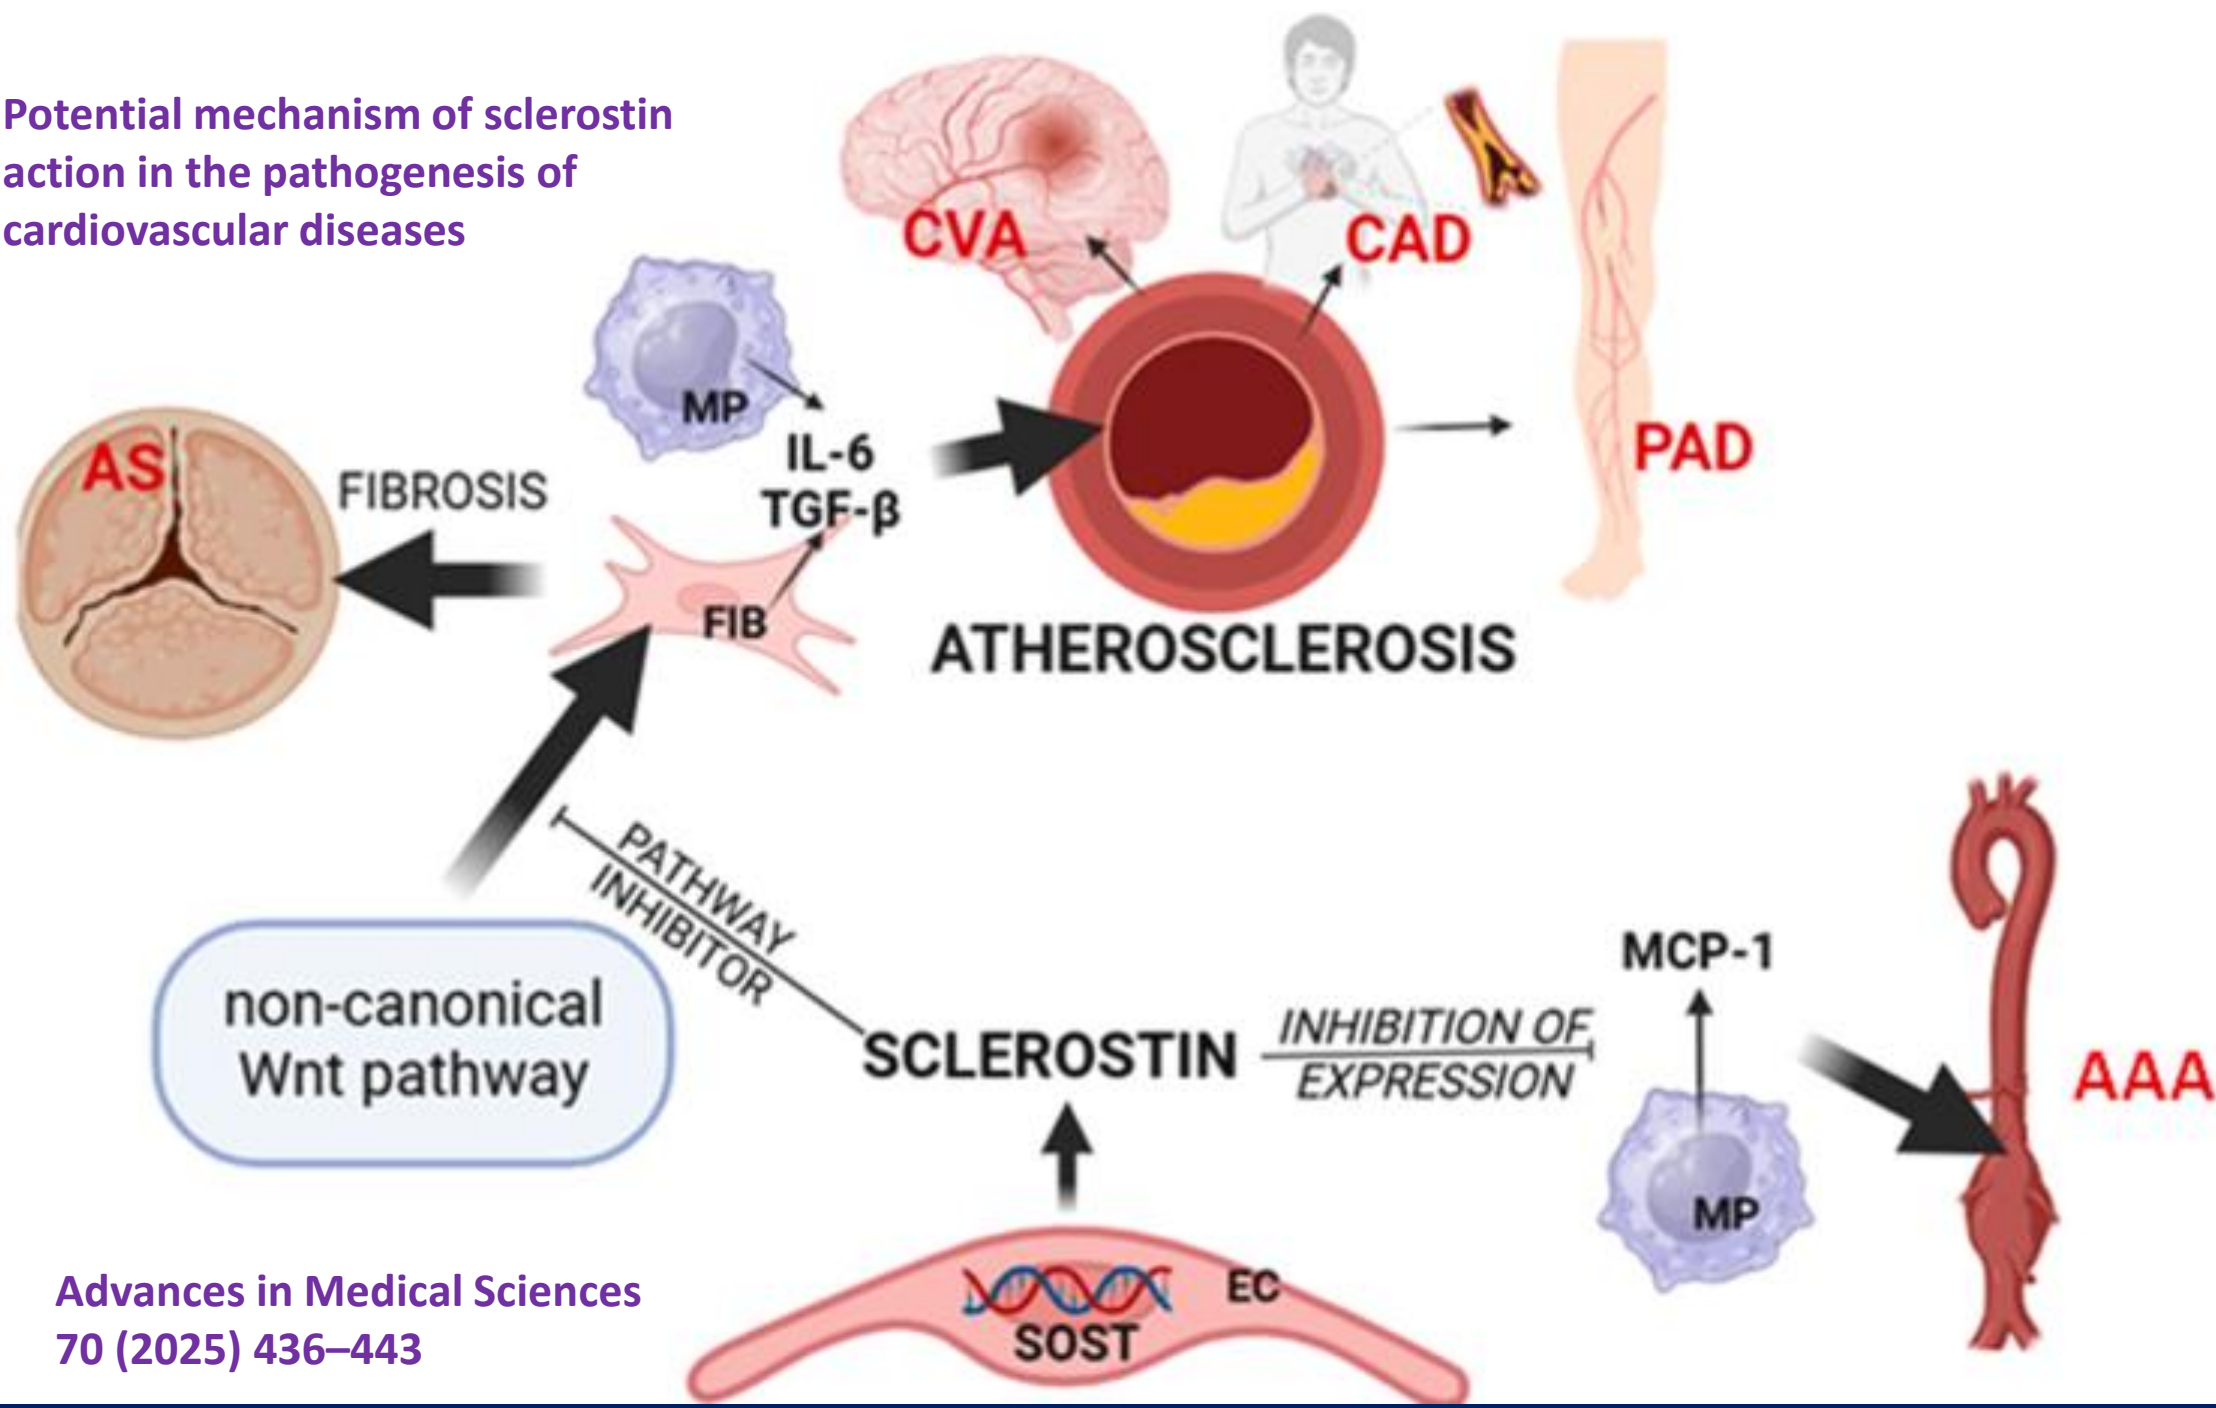 Potential mechanism of sclerostin
action in the pathogenesis of
cardiovascular diseases
CVA
CAD
PAD
MP
IL-6
TGF-β
AS
FIBROSIS
FIB
ATHEROSCLEROSIS
PATHWAY
INHIBITOR
non-canonical
Wnt pathway
SCLEROSTIN
INHIBITION OF
EXPRESSION
MCP-1
MP
AAA
EC
SOST
Advances in Medical Sciences
70 (2025) 436–443